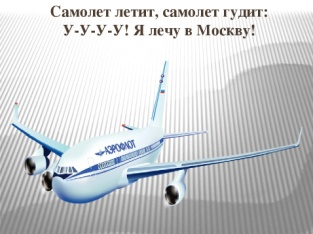 Самолет летит, самолет гудит:
У-У-У-У! Я лечу в Москву!
АЭРОФЛОТ